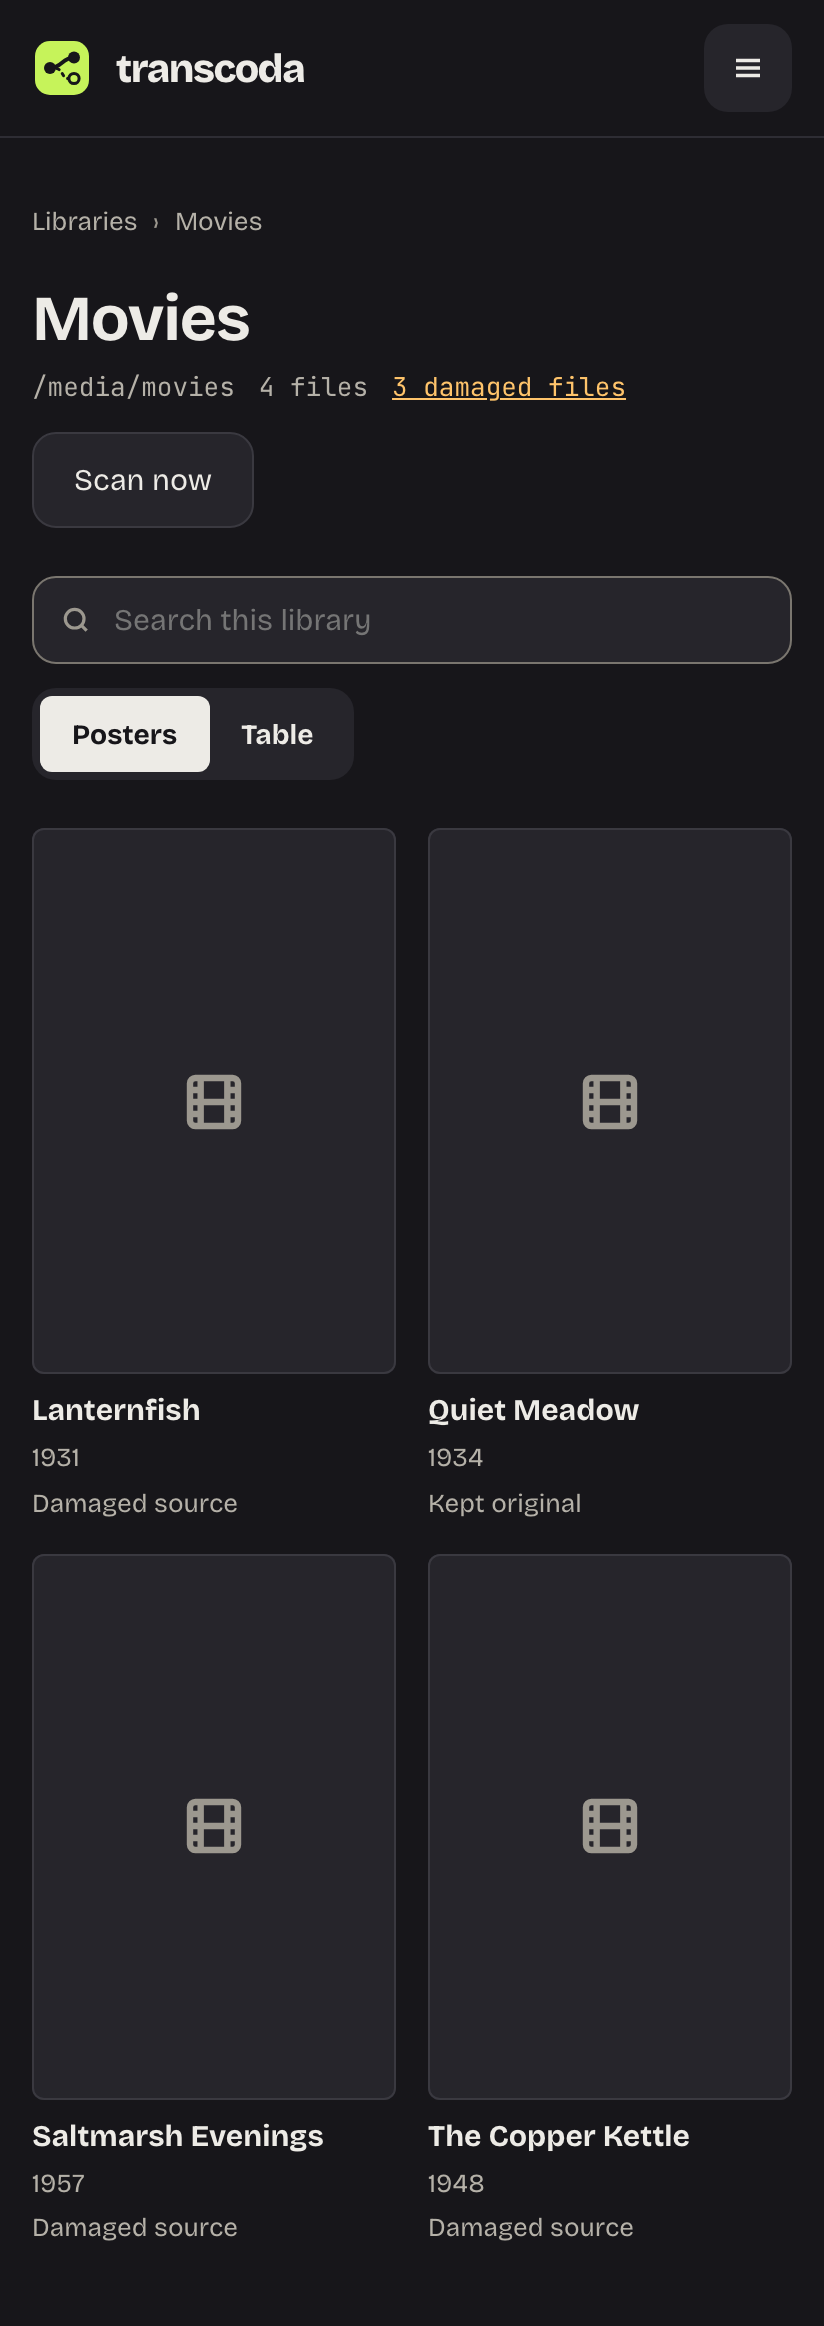 transcoda
Libraries › Movies
Movies
/media/movies 4 files 3 damaged files
Scan now
Search this library
Posters Table
Lanternfish
1931
Damaged source
Quiet Meadow
1934
Kept original
Saltmarsh Evenings
1957
Damaged source
The Copper Kettle
1948
Damaged source